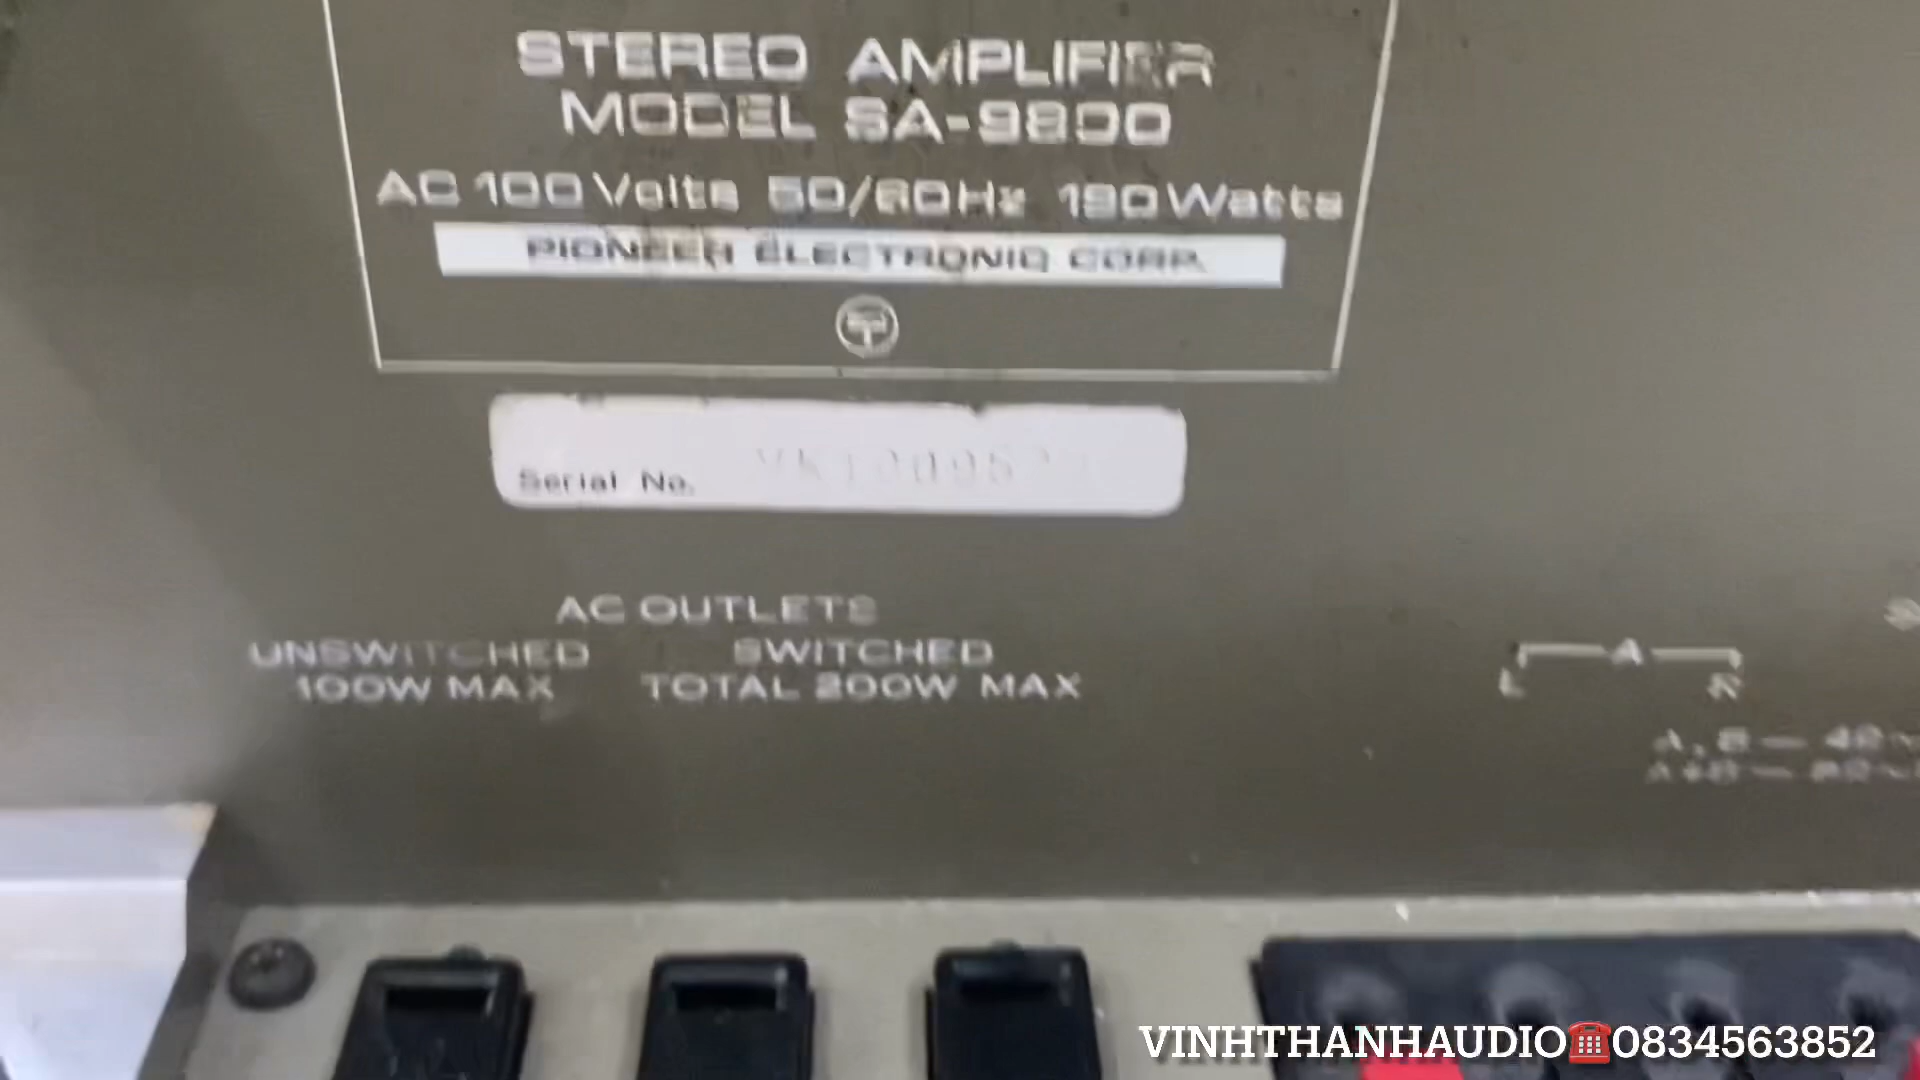 STEREO AMPLIFIER
MODEL SA-9800
AC 100 Volts 50/60Hz 190 Watts
PIONEER ELECTRONIC CORP.
Serial No.
AC OUTLETS
UNSWITCHED SWITCHED
100W MAX TOTAL 200W MAX
A
L R
VINHTHANHAUDIO☎️0834563852